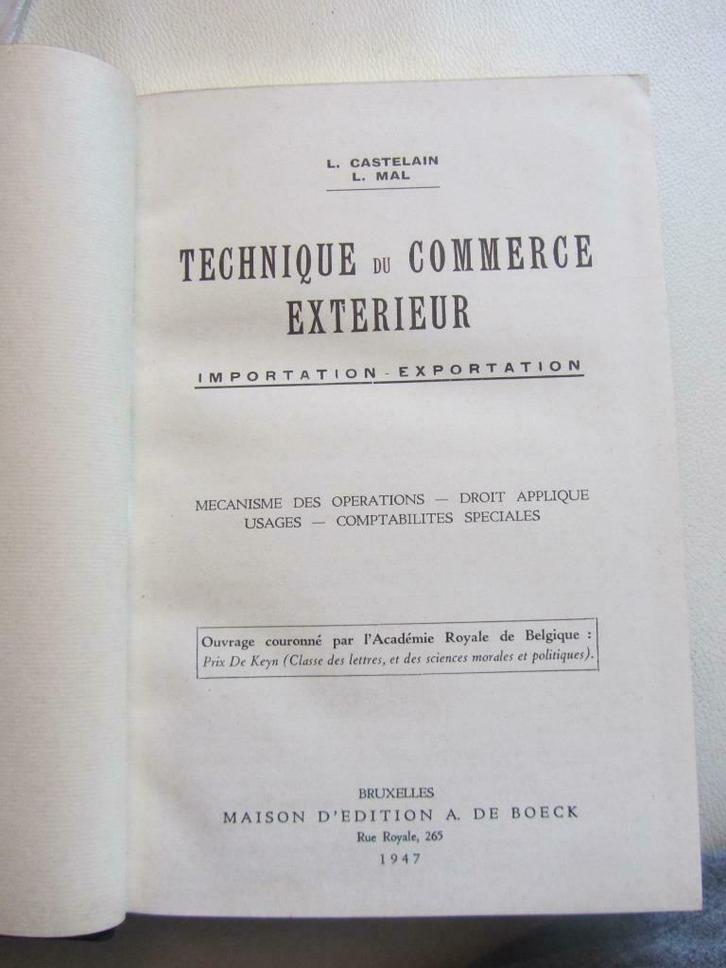 L. CASTELAIN
L. MAL
TECHNIQUE DU COMMERCE
EXTERIEUR
IMPORTATION - EXPORTATION
MECANISME DES OPERATIONS — DROIT APPLIQUE
USAGES — COMPTABILITES SPECIALES
Ouvrage couronné par l'Académie Royale de Belgique :
Prix De Keyn (Classe des lettres, et des sciences morales et politiques).
BRUXELLES
MAISON D'EDITION A. DE BOECK
Rue Royale, 265
1947